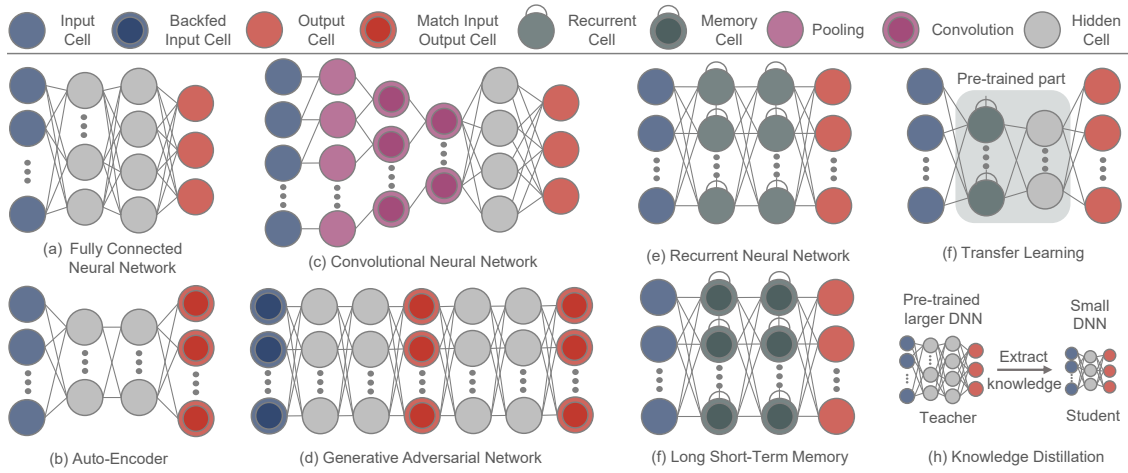 Input Cell
Backfed Input Cell
Output Cell
Match Input Output Cell
Recurrent Cell
Memory Cell
Pooling
Convolution
Hidden Cell
(a) Fully Connected
Neural Network
(c) Convolutional Neural Network
(e) Recurrent Neural Network
Pre-trained part
(f) Transfer Learning
(b) Auto-Encoder
(d) Generative Adversarial Network
(f) Long Short-Term Memory
Pre-trained
larger DNN
Small
DNN
Extract
knowledge
Teacher
Student
(h) Knowledge Distillation